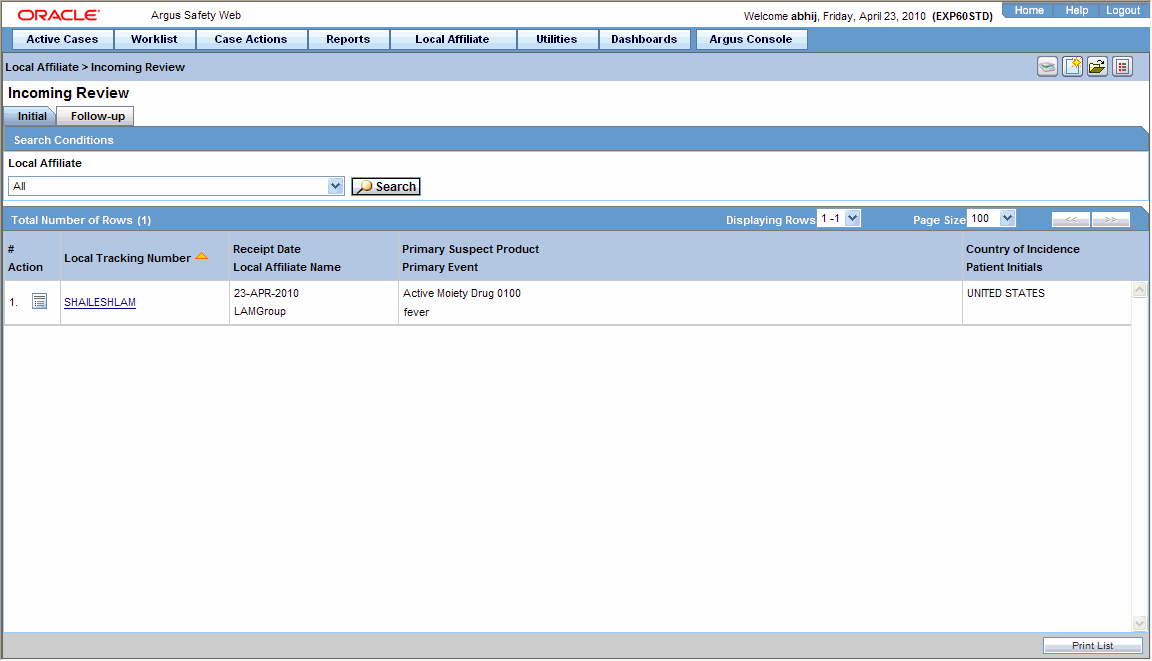 ORACLE Argus Safety Web Welcome abhij, Friday, April 23, 2010 (EXP60STD) Home Help Logout
Active Cases Worklist Case Actions Reports Local Affiliate Utilities Dashboards Argus Console
Local Affiliate > Incoming Review
Incoming Review
Initial Follow-up
Search Conditions
Local Affiliate
All Search
Total Number of Rows (1) Displaying Rows 1 -1 Page Size 100 << >>
# Action
Local Tracking Number
Receipt Date
Local Affiliate Name
Primary Suspect Product
Primary Event
Country of Incidence
Patient Initials
1. SHAILESHLAM
23-APR-2010
LAMGroup
Active Moiety Drug 0100
fever
UNITED STATES
Print List